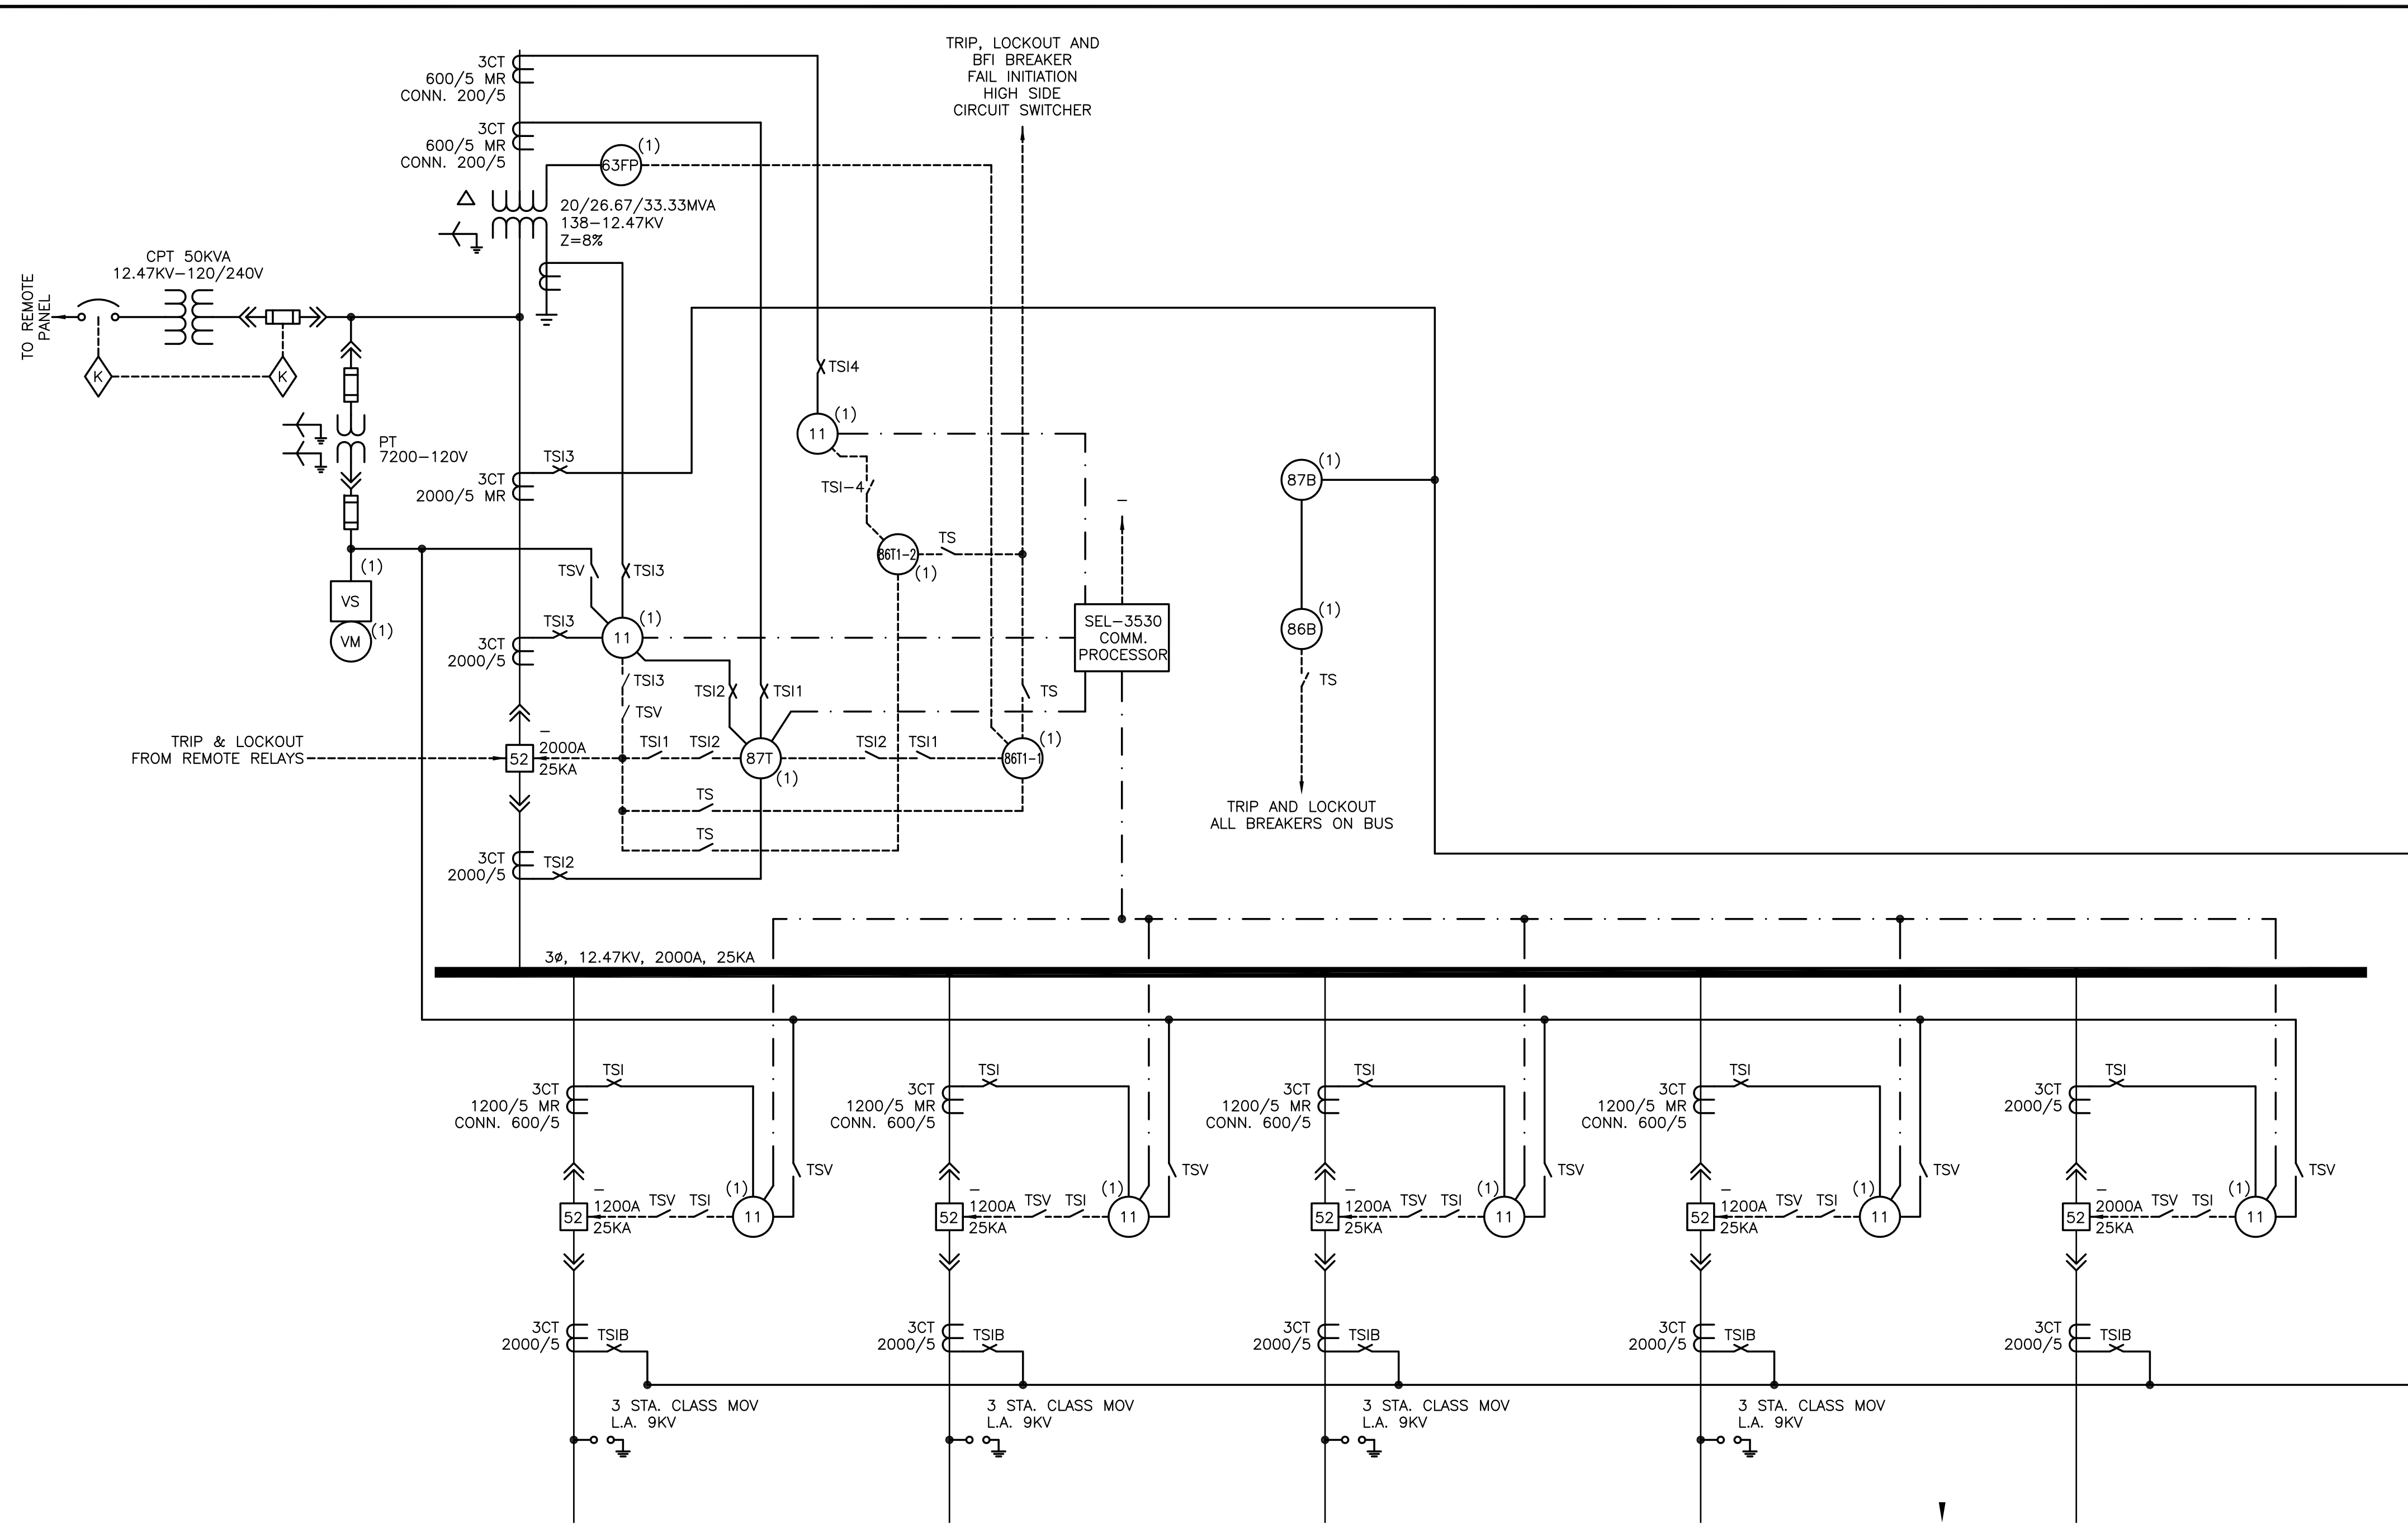 3CT
600/5 MR
CONN. 200/5
3CT
600/5 MR
CONN. 200/5
TRIP, LOCKOUT AND
BFI BREAKER
FAIL INITIATION
HIGH SIDE
CIRCUIT SWITCHER
63FP
(1)
20/26.67/33.33MVA
138-12.47KV
Z=8%
CPT 50KVA
12.47KV-120/240V
TO REMOTE
PANEL
K
K
PT
7200-120V
TSI4
11
(1)
TSI-4
3CT
2000/5 MR
TSI3
86T1-2
(1)
TS
87B
(1)
86B
(1)
TS
TRIP AND LOCKOUT
ALL BREAKERS ON BUS
(1)
VS
VM
(1)
TSV
TSI3
3CT
2000/5
TSI3
11
(1)
SEL-3530
COMM.
PROCESSOR
–
TSI3
TSV
TSI2
TSI1
TS
TRIP & LOCKOUT
FROM REMOTE RELAYS
52
–
2000A
25KA
TSI1
TSI2
87T
(1)
TSI2
TSI1
86T1-1
(1)
TS
TS
3CT
2000/5
TSI2
3ø, 12.47KV, 2000A, 25KA
3CT
1200/5 MR
CONN. 600/5
TSI
TSV
52
–
1200A
25KA
TSV
TSI
(1)
11
3CT
2000/5
TSIB
3 STA. CLASS MOV
L.A. 9KV
3CT
1200/5 MR
CONN. 600/5
TSI
TSV
52
–
1200A
25KA
TSV
TSI
(1)
11
3CT
2000/5
TSIB
3 STA. CLASS MOV
L.A. 9KV
3CT
1200/5 MR
CONN. 600/5
TSI
TSV
52
–
1200A
25KA
TSV
TSI
(1)
11
3CT
2000/5
TSIB
3 STA. CLASS MOV
L.A. 9KV
3CT
1200/5 MR
CONN. 600/5
TSI
TSV
52
–
1200A
25KA
TSV
TSI
(1)
11
3CT
2000/5
TSIB
3 STA. CLASS MOV
L.A. 9KV
3CT
2000/5
TSI
TSV
52
–
2000A
25KA
TSV
TSI
(1)
11
3CT
2000/5
TSIB